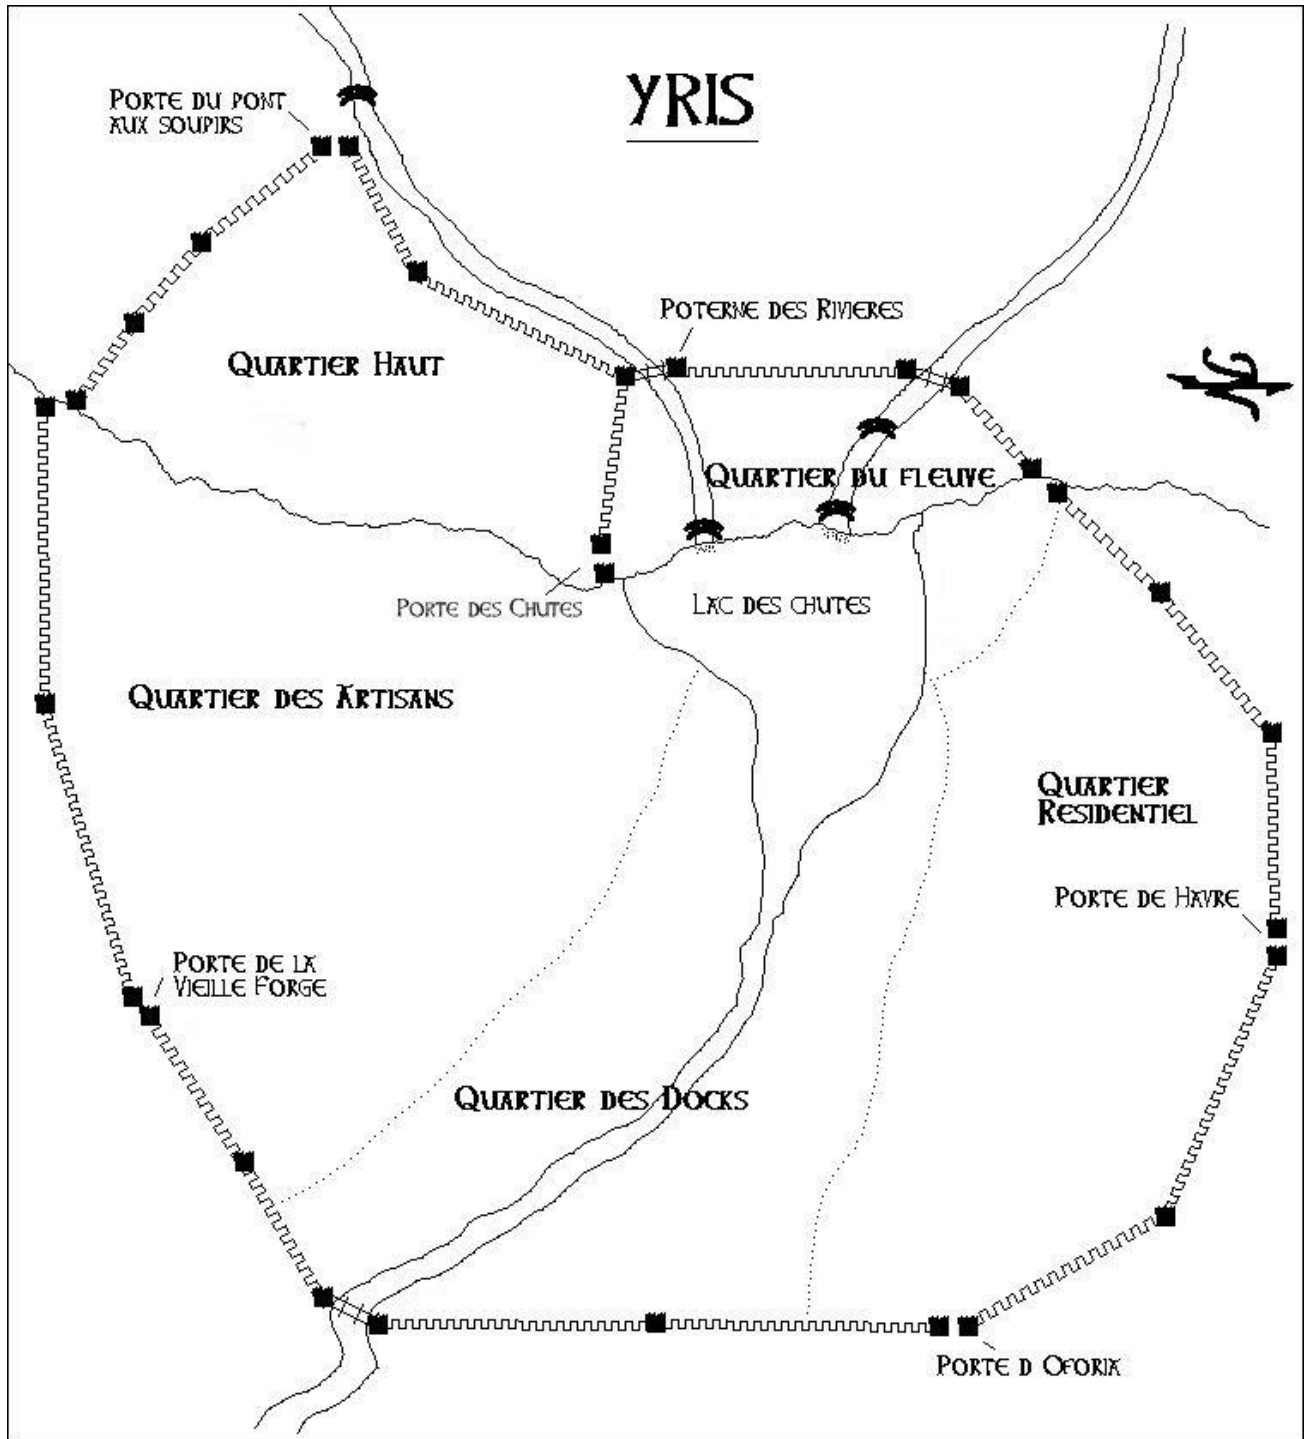 YRIS
PORTE DU PONT
AUX SOUPIRS
POTERNE DES RIVIERES
QUARTIER HAUT
N
QUARTIER DU FLEUVE
PORTE DES CHUTES
LAC DES CHUTES
QUARTIER DES ARTISANS
QUARTIER
RESIDENTIEL
PORTE DE HAVRE
PORTE DE LA
VIEILLE FORGE
QUARTIER DES DOCKS
PORTE D OFORIA